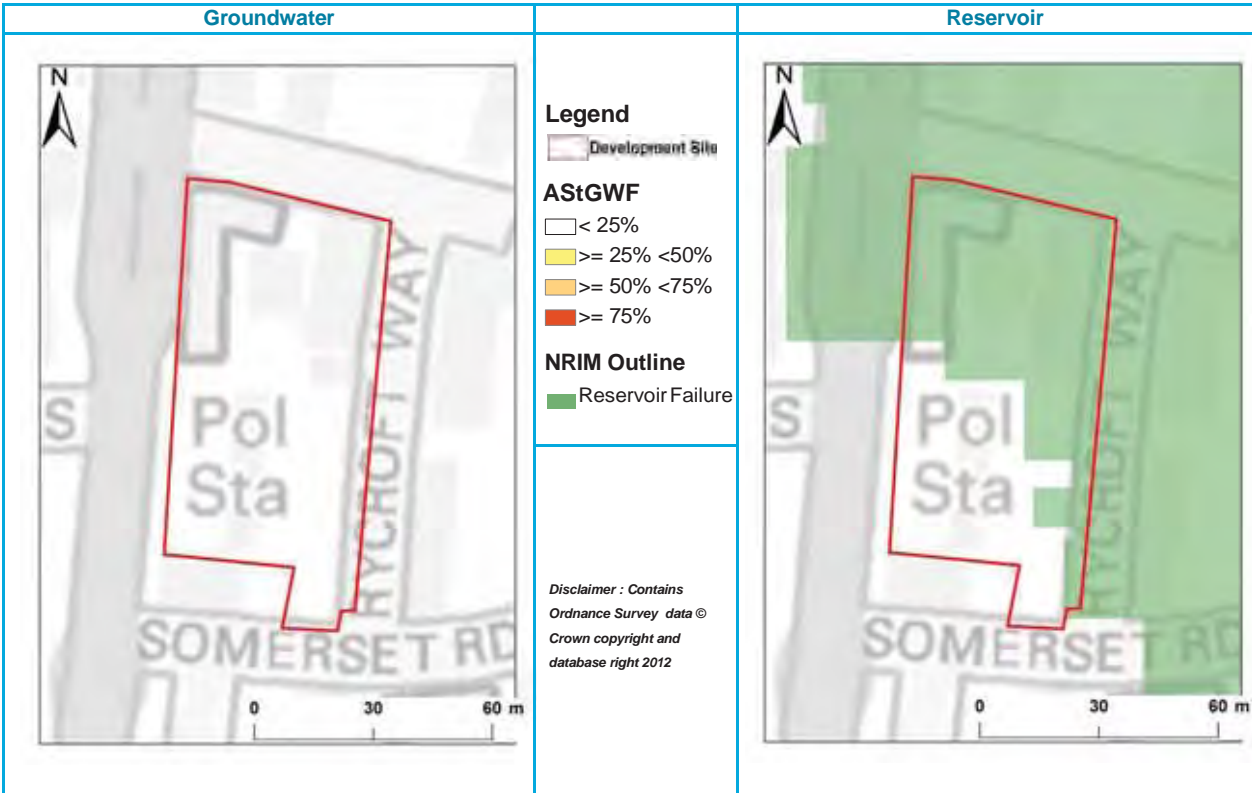 Groundwater
Reservoir
N
S
Pol
Sta
RYCROFT WAY
SOMERSET RD
0 30 60 m
Legend
Development Site
AStGWF
< 25%
>= 25% <50%
>= 50% <75%
>= 75%
NRIM Outline
Reservoir Failure
Disclaimer : Contains
Ordnance Survey data ©
Crown copyright and
database right 2012
N
S
Pol
Sta
RYCROFT WAY
SOMERSET RD
0 30 60 m